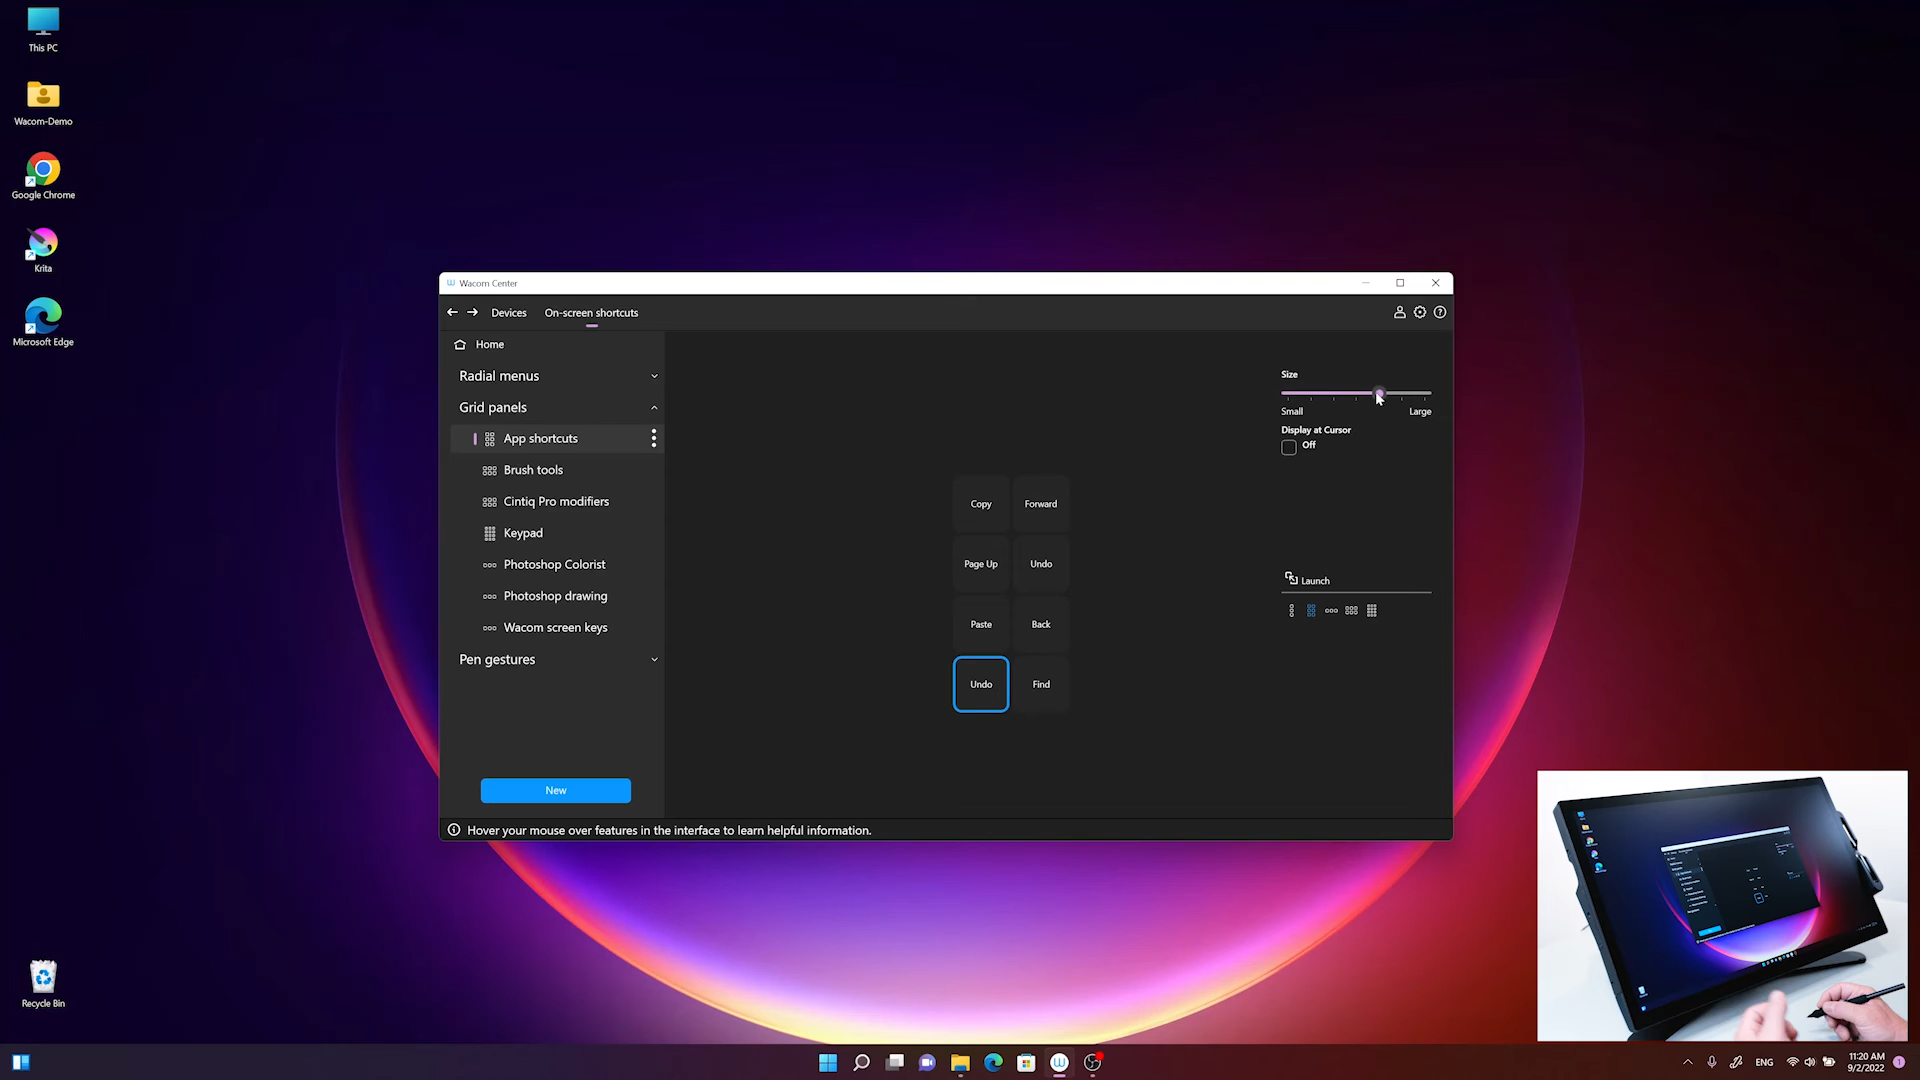 This PC
Wacom-Demo
Google Chrome
Krita
Microsoft Edge
Recycle Bin
Wacom Center
Devices
On-screen shortcuts
Home
Radial menus
Grid panels
App shortcuts
Brush tools
Cintiq Pro modifiers
Keypad
Photoshop Colorist
Photoshop drawing
Wacom screen keys
Pen gestures
New
Copy
Forward
Page Up
Undo
Paste
Back
Undo
Find
Size
Small
Large
Display at Cursor
Off
Launch
Hover your mouse over features in the interface to learn helpful information.
ENG
11:20 AM
9/2/2022
1